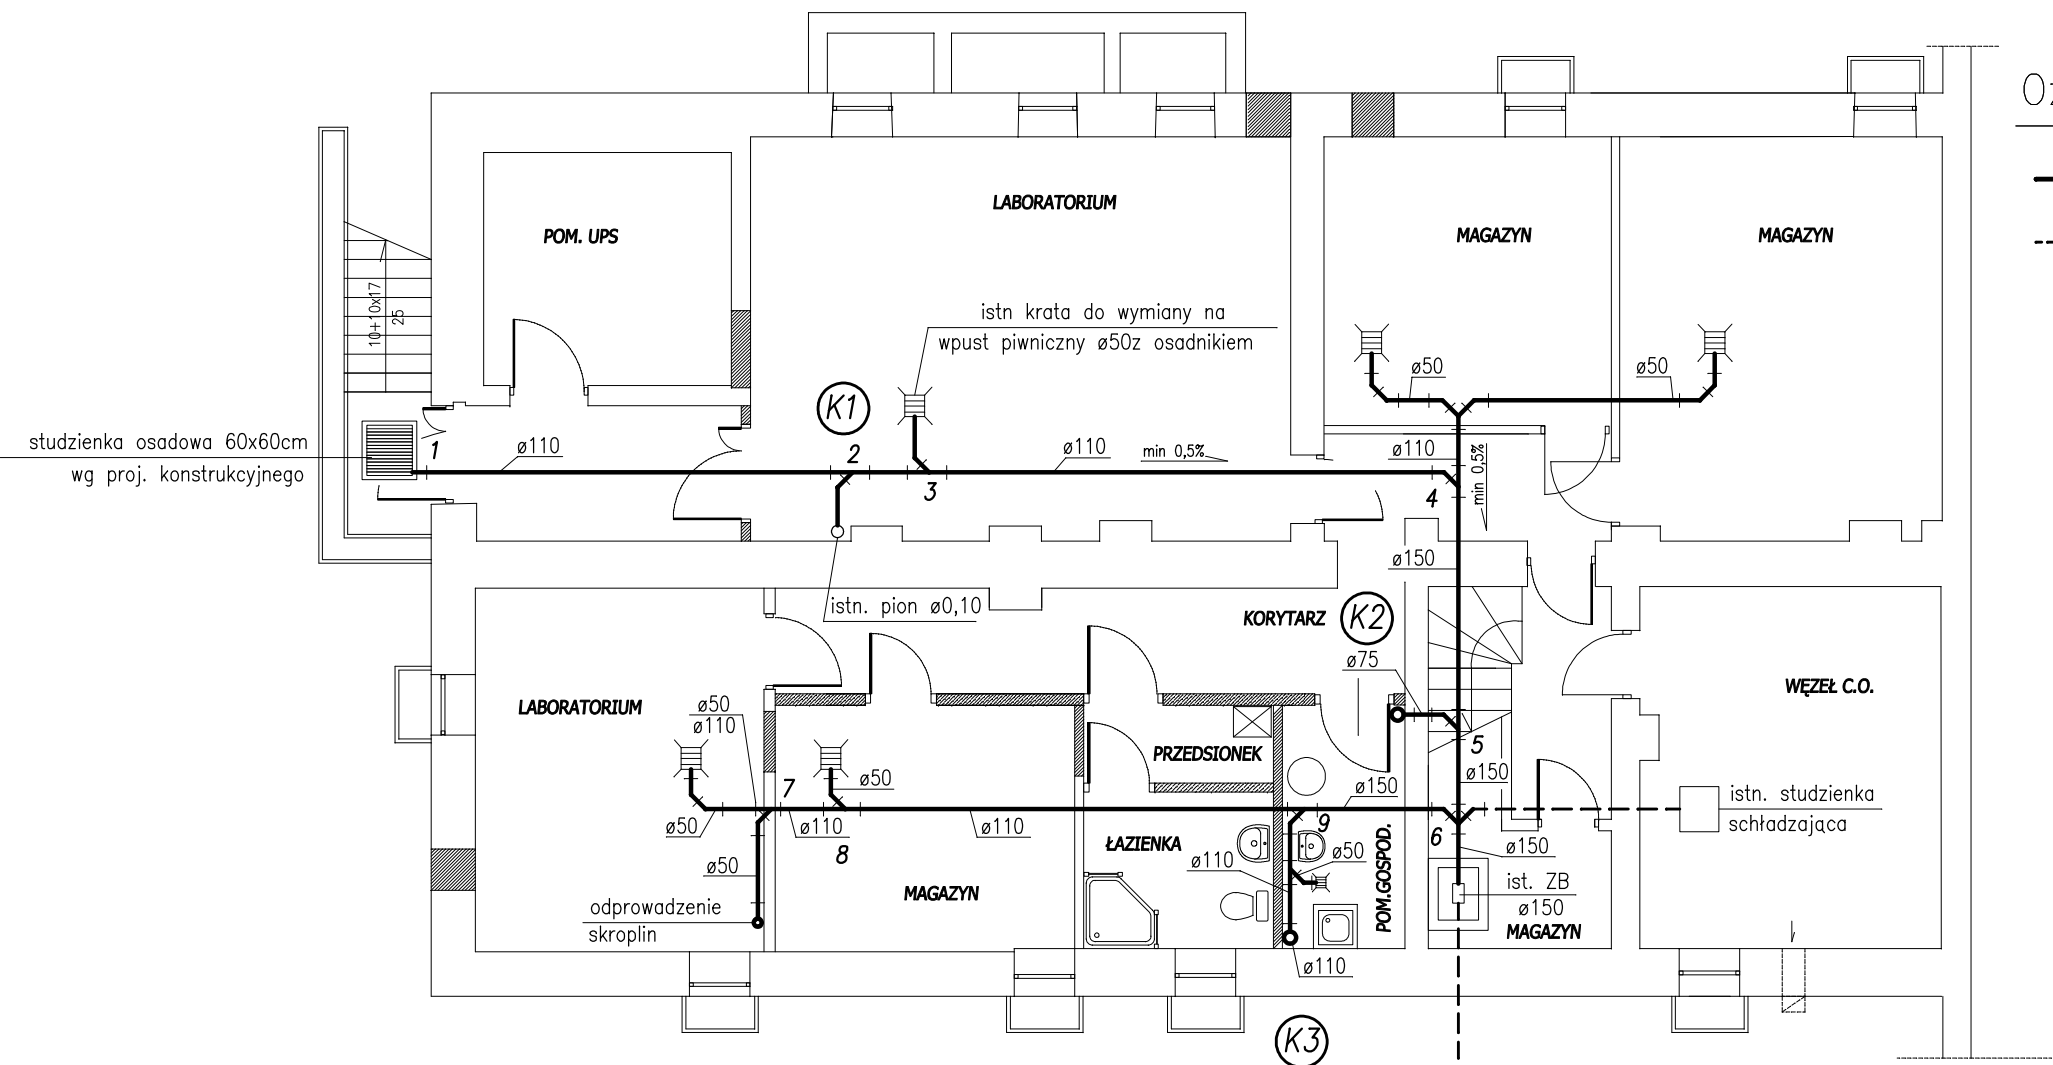 Oz
LABORATORIUM
POM. UPS
MAGAZYN
MAGAZYN
10+10x17
25
istn krata do wymiany na
wpust piwniczny ø50z osadnikiem
ø50
ø50
K1
studzienka osadowa 60x60cm
wg proj. konstrukcyjnego
1
ø110
2
3
ø110
min 0,5%
ø110
min 0,5%
4
ø150
istn. pion ø0,10
KORYTARZ
K2
ø75
LABORATORIUM
ø50
ø110
WĘZEŁ C.O.
PRZEDSIONEK
5
ø150
7
ø50
ø150
istn. studzienka
schładzająca
ø50
ø110
8
ø110
9
6
ø150
ŁAZIENKA
ø110
ø50
POM.GOSPOD.
ø50
MAGAZYN
ist. ZB
ø150
MAGAZYN
odprowadzenie
skroplin
ø110
K3